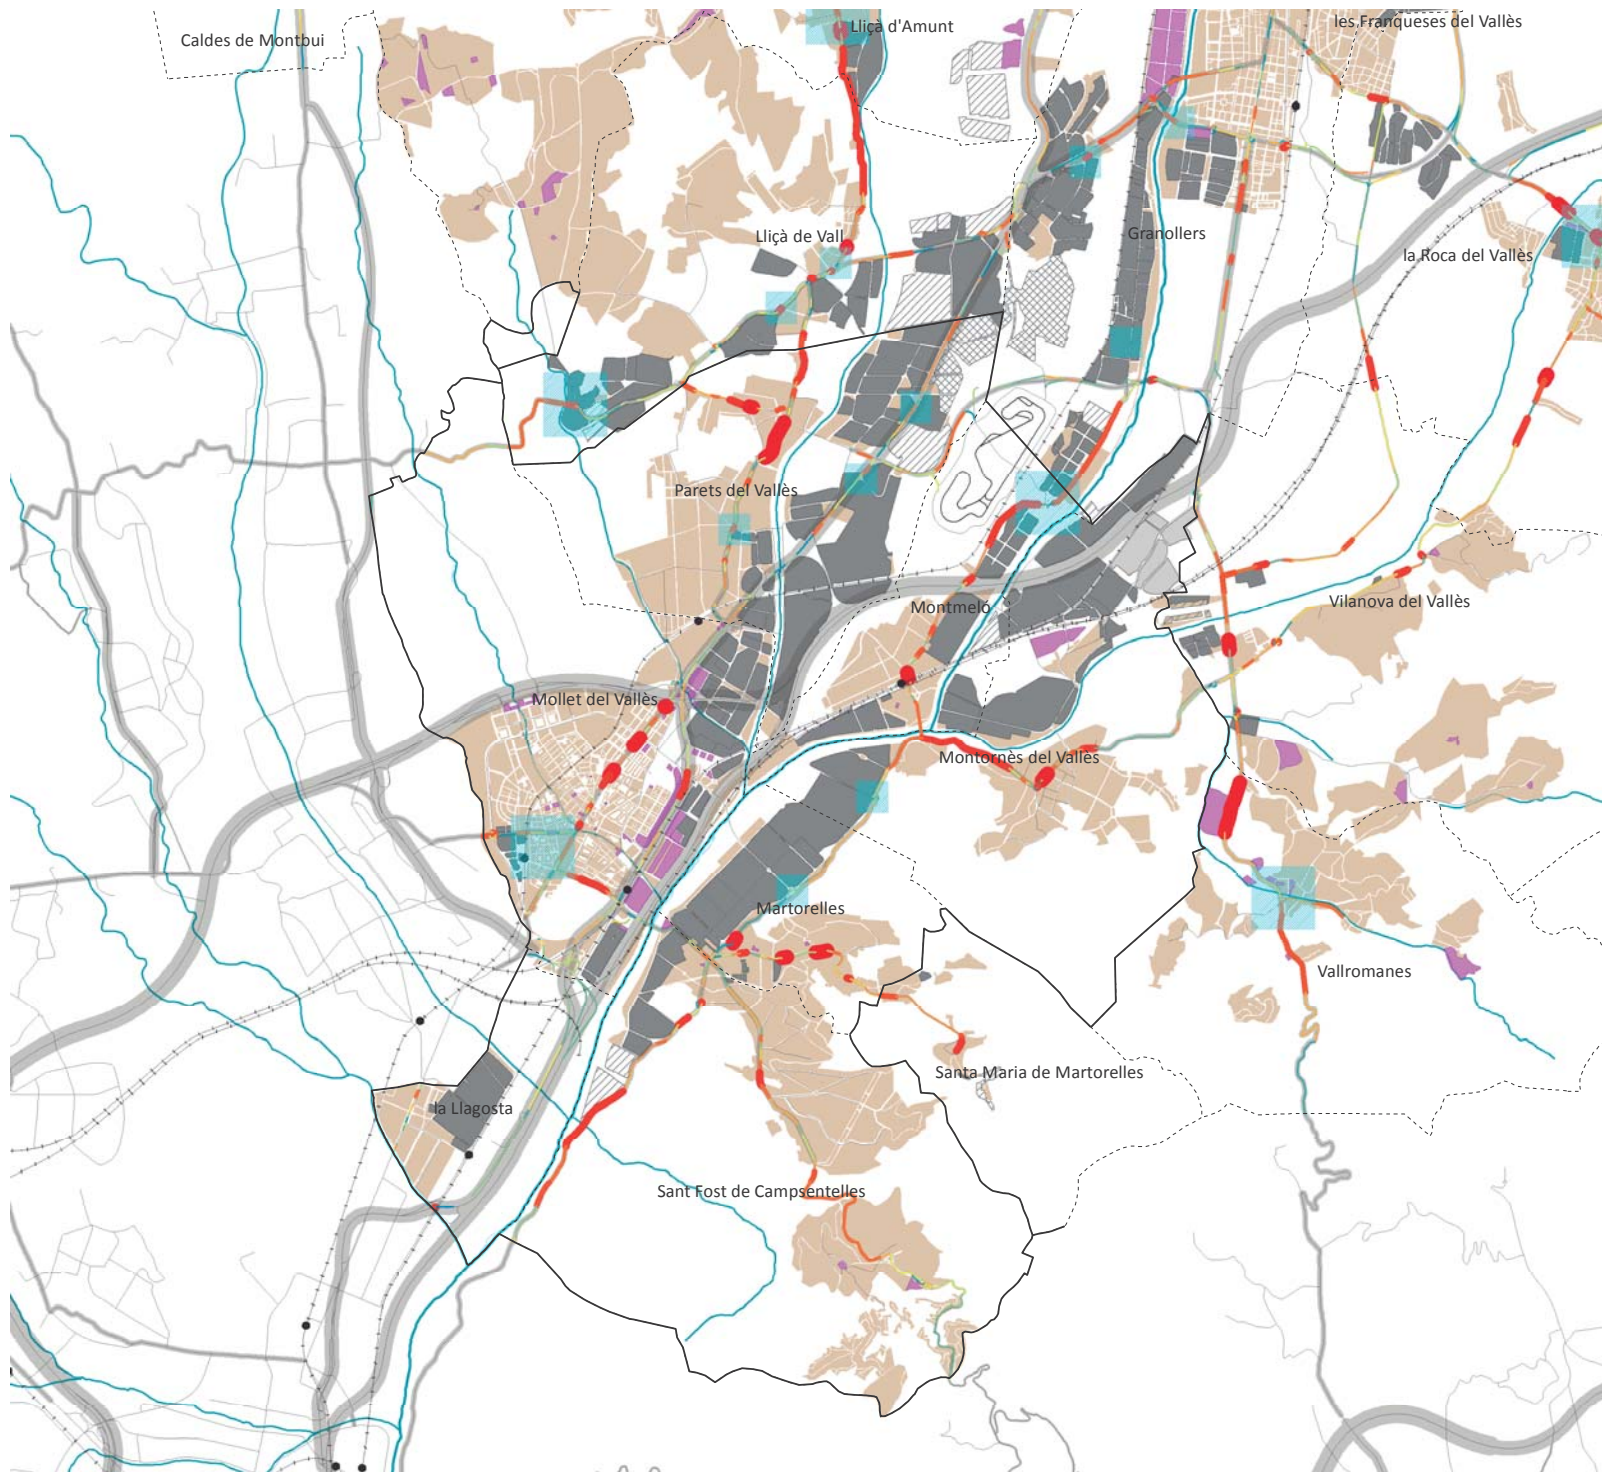 les Franqueses del Vallès
Lliçà d'Amunt
Caldes de Montbui
Lliçà de Vall
Granollers
la Roca del Vallès
Parets del Vallès
Montmeló
Vilanova del Vallès
Mollet del Vallès
Montornès del Vallès
Martorelles
Vallromanes
Santa Maria de Martorelles
la Llagosta
Sant Fost de Campsentelles